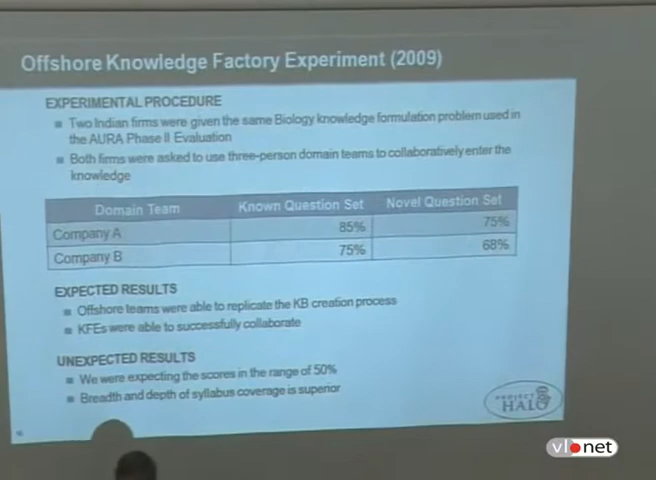 Offshore Knowledge Factory Experiment (2009)
EXPERIMENTAL PROCEDURE
Two Indian firms were given the same Biology knowledge formulation problem used in
the AURA Phase II Evaluation
Both firms were asked to use three-person domain teams to collaboratively enter the
knowledge
Domain Team Known Question Set Novel Question Set
Company A 85% 75%
Company B 75% 68%
EXPECTED RESULTS
Offshore teams were able to replicate the KB creation process
KFEs were able to successfully collaborate
UNEXPECTED RESULTS
We were expecting the scores in the range of 50%
Breadth and depth of syllabus coverage is superior
PROJECT
HALO
vl net